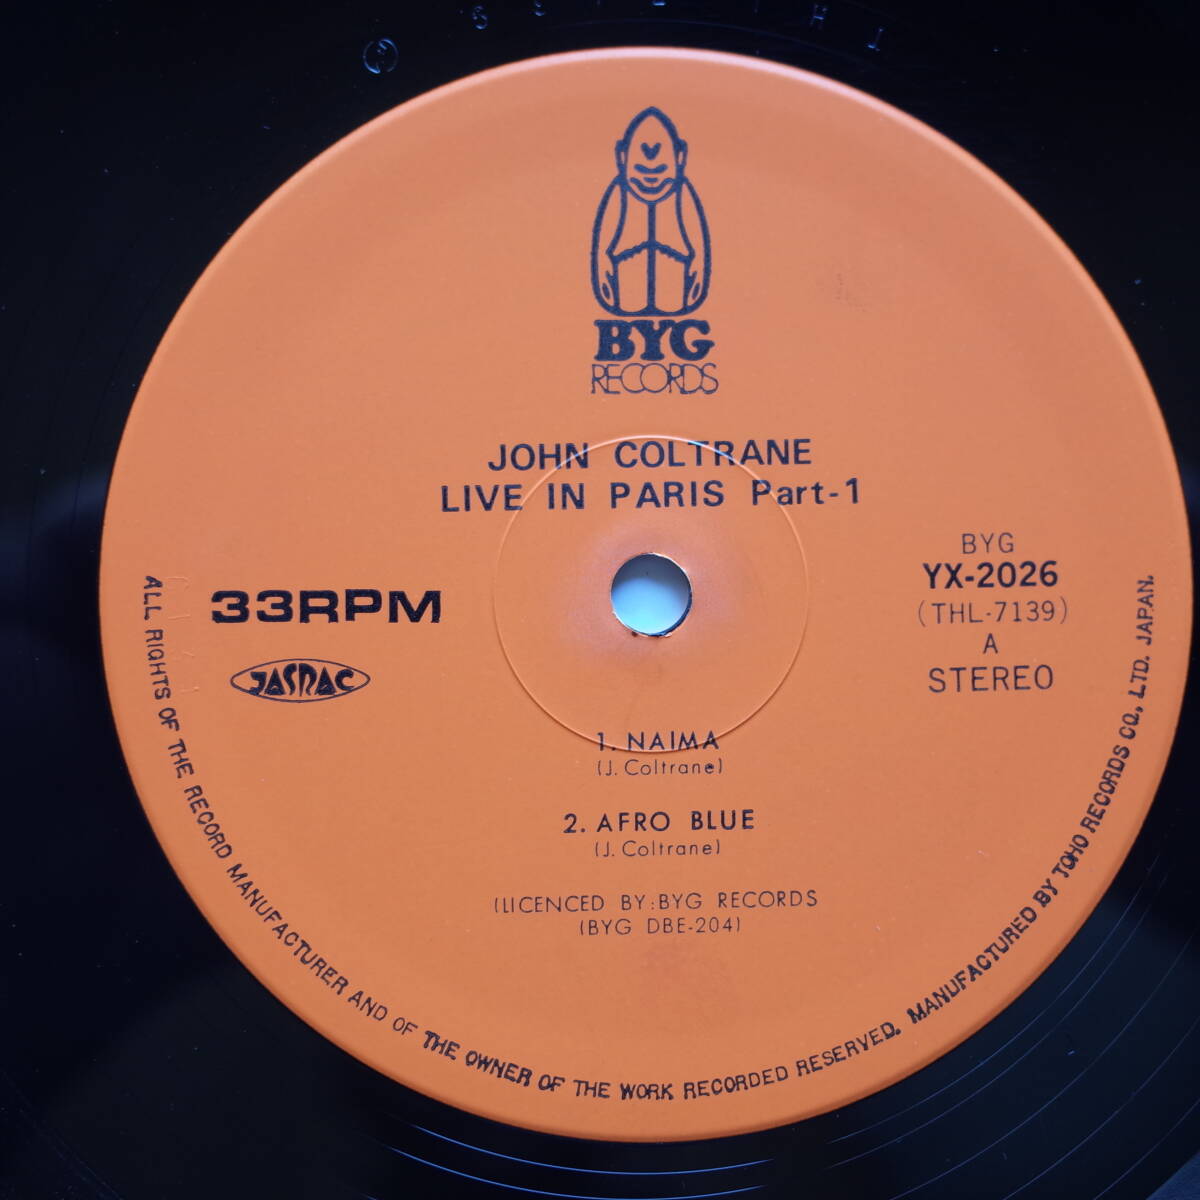 BYG
RECORDS
JOHN COLTRANE
LIVE IN PARIS Part-1
33RPM
JASRAC
BYG
YX-2026
(THL-7139)
A
STEREO
1. NAIMA
(J. Coltrane)
2. AFRO BLUE
(J. Coltrane)
(LICENCED BY:BYG RECORDS
(BYG DBE-204)
ALL RIGHTS OF THE RECORD MANUFACTURER AND OF THE OWNER OF THE WORK RECORDED RESERVED. MANUFACTURED BY TOHO RECORDS CO., LTD. JAPAN.